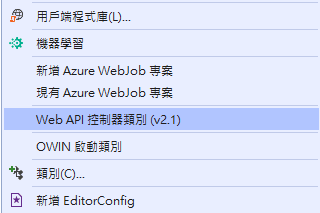 用戶端程式庫(L)...
機器學習
新增 Azure WebJob 專案
現有 Azure WebJob 專案
Web API 控制器類別 (v2.1)
OWIN 啟動類別
類別(C)...
新增 EditorConfig